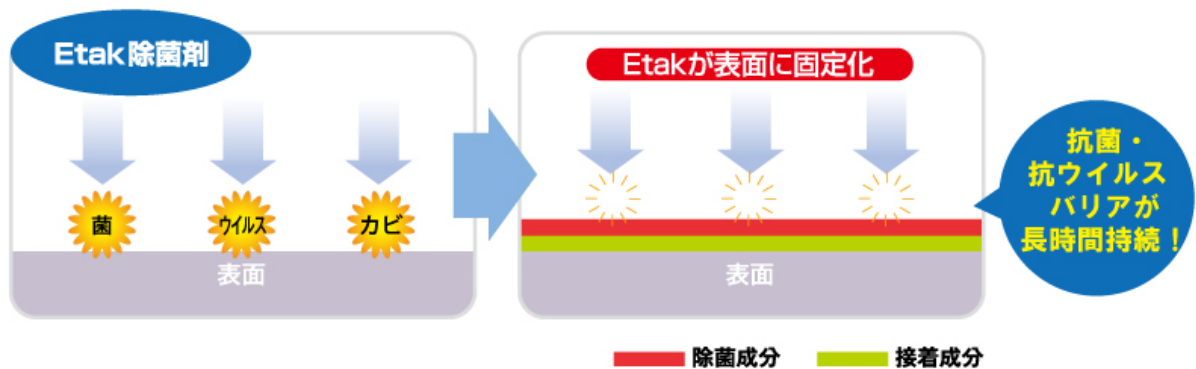 Etak除菌剤
菌
ウイルス
カビ
表面
Etakが表面に固定化
表面
抗菌・
抗ウイルス
バリアが
長時間持続！
除菌成分
接着成分